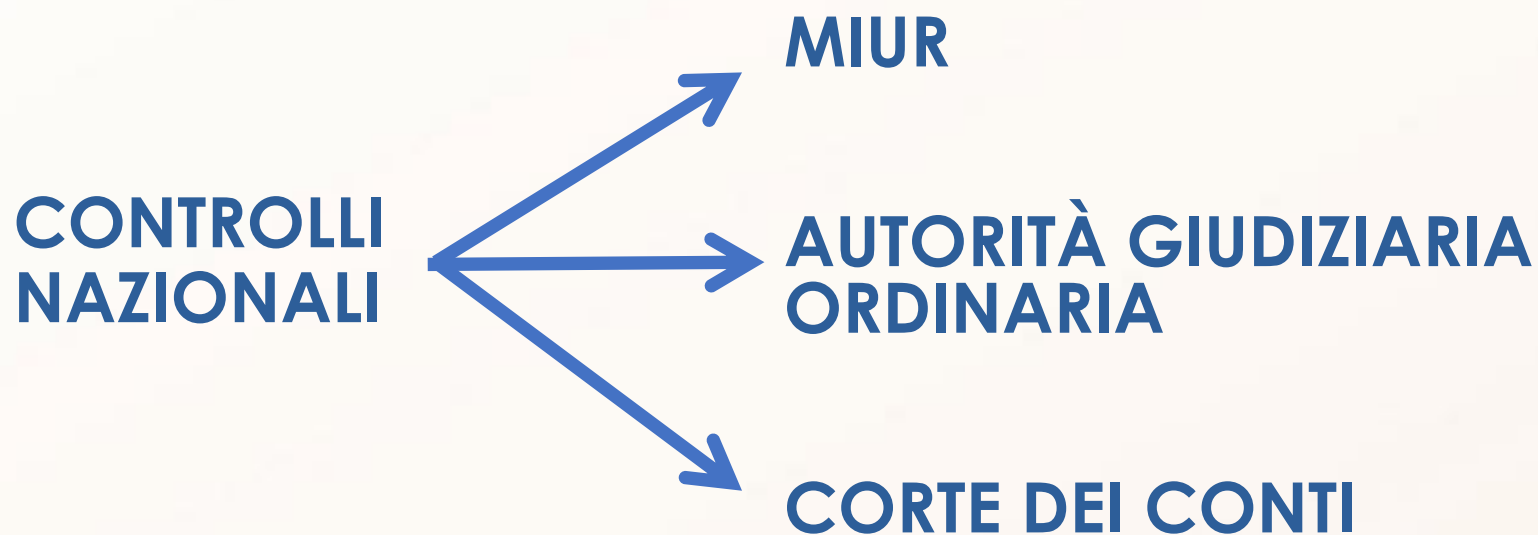 MIUR
CONTROLLI
NAZIONALI
AUTORITÀ GIUDIZIARIA
ORDINARIA
CORTE DEI CONTI